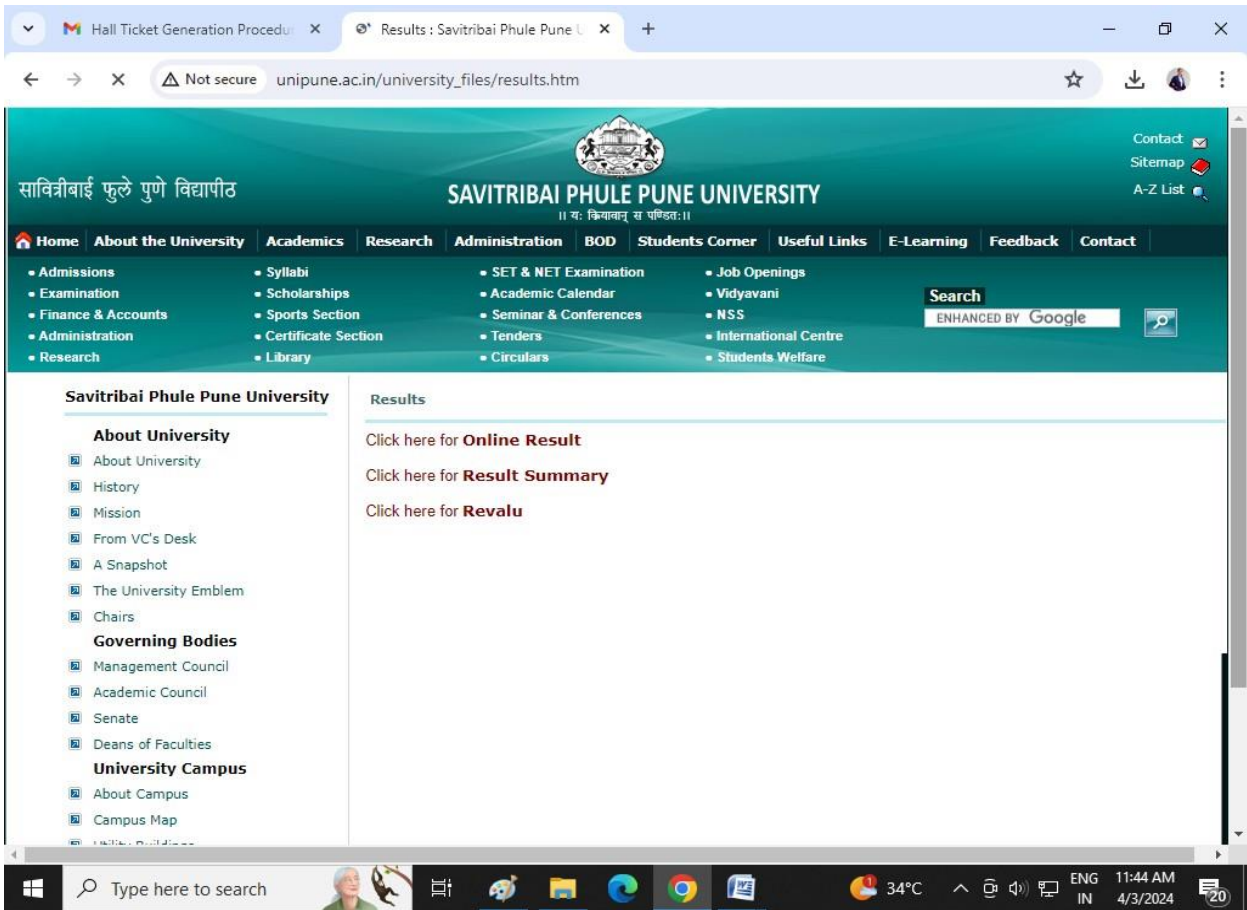 Hall Ticket Generation Procedu
Results : Savitribai Phule Pune U
Not secure unipune.ac.in/university_files/results.htm
Contact
Sitemap
A-Z List
सावित्रीबाई फुले पुणे विद्यापीठ
SAVITRIBAI PHULE PUNE UNIVERSITY
।। य: क्रियावान् स पण्डित:।।
Home About the University Academics Research Administration BOD Students Corner Useful Links E-Learning Feedback Contact
Admissions Syllabi SET & NET Examination Job Openings
Examination Scholarships Academic Calendar Vidyavani
Search
Finance & Accounts Sports Section Seminar & Conferences NSS
ENHANCED BY Google
Administration Certificate Section Tenders International Centre
Research Library Circulars Students Welfare
Savitribai Phule Pune University
Results
About University
Click here for Online Result
About University
Click here for Result Summary
History
Mission
Click here for Revalu
From VC's Desk
A Snapshot
The University Emblem
Chairs
Governing Bodies
Management Council
Academic Council
Senate
Deans of Faculties
University Campus
About Campus
Campus Map
Utility Buildings
Type here to search
34°C
ENG
IN
11:44 AM
4/3/2024
20